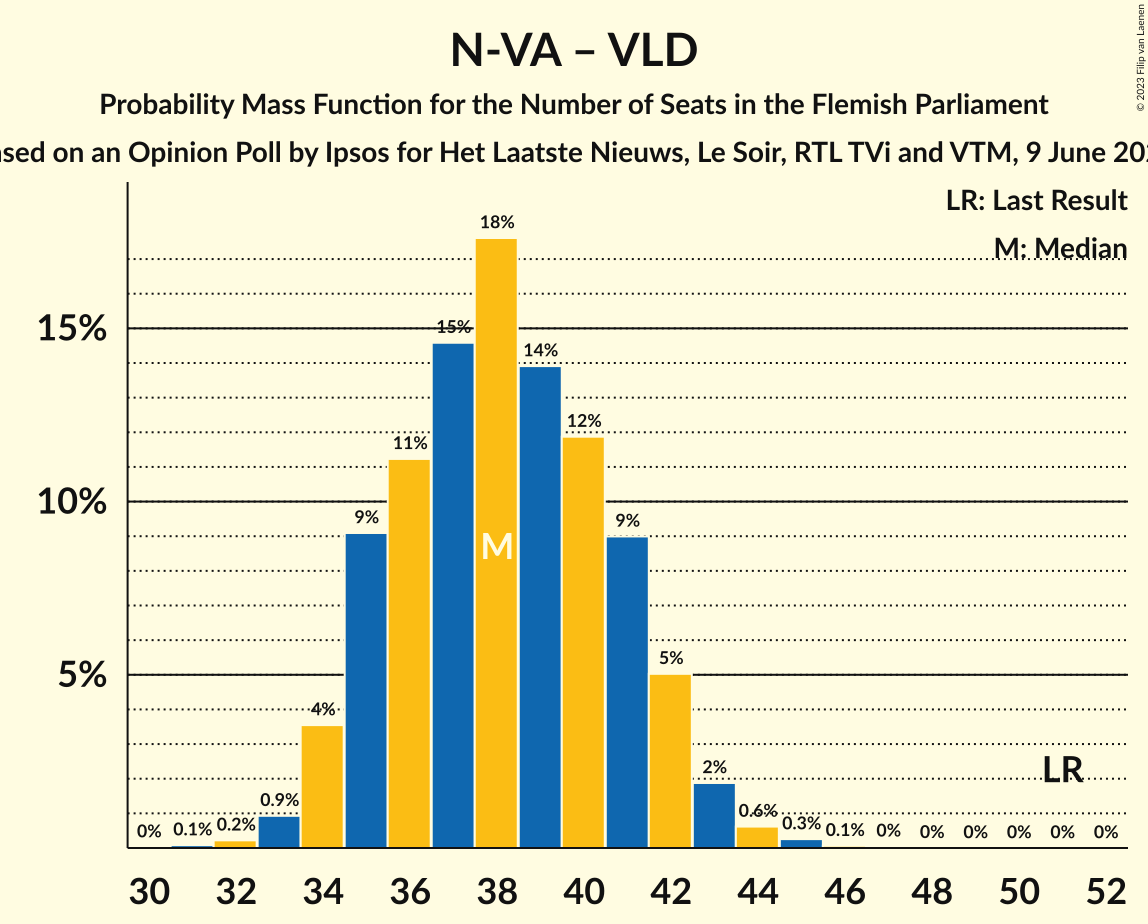 N-VA – VLD
Probability Mass Function for the Number of Seats in the Flemish Parliament
on an Opinion Poll by Ipsos for Het Laatste Nieuws, Le Soir, RTL TVi and VTM, 9 June
© 2023 Filip van Laenen
LR: Last Result
M: Median
18%
15%
15%
14%
12%
11%
10%
9%
9%
M
5%
5%
4%
LR
2%
0% 0.1% 0.2% 0.9% 0.6% 0.3% 0.1% 0% 0% 0% 0% 0% 0%
30 32 34 36 38 40 42 44 46 48 50 52